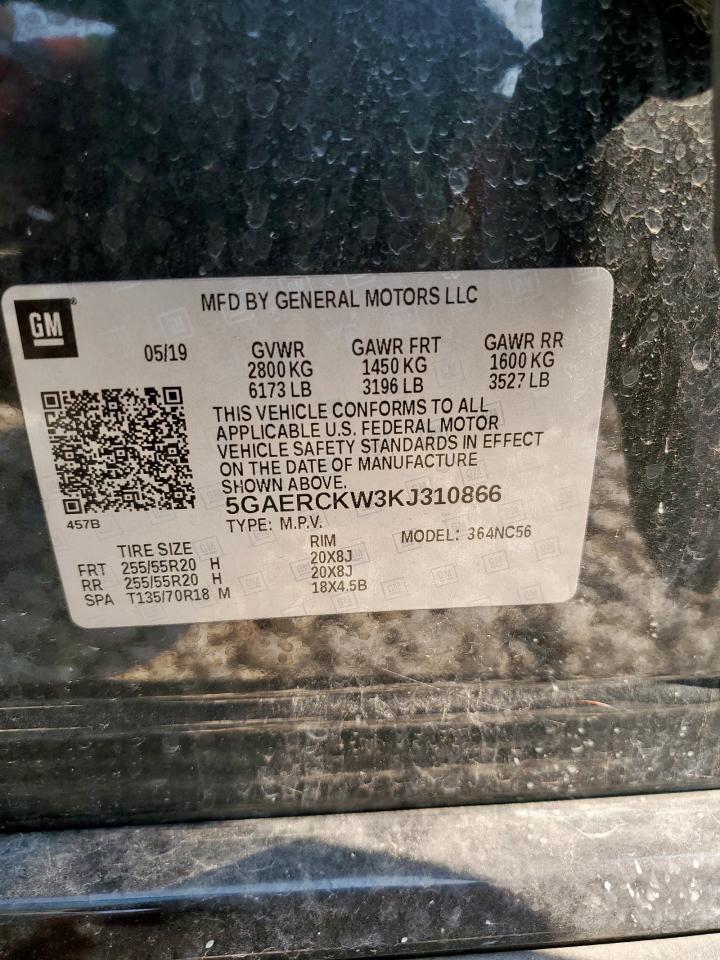 GM
MFD BY GENERAL MOTORS LLC
05/19
GVWR GAWR FRT GAWR RR
2800 KG 1450 KG 1600 KG
6173 LB 3196 LB 3527 LB
THIS VEHICLE CONFORMS TO ALL
APPLICABLE U.S. FEDERAL MOTOR
VEHICLE SAFETY STANDARDS IN EFFECT
ON THE DATE OF MANUFACTURE
SHOWN ABOVE.
5GAERCKW3KJ310866
457B
TYPE: M.P.V. MODEL: 364NC56
TIRE SIZE RIM
FRT 255/55R20 H 20X8J
RR 255/55R20 H 20X8J
SPA T135/70R18 M 18X4.5B